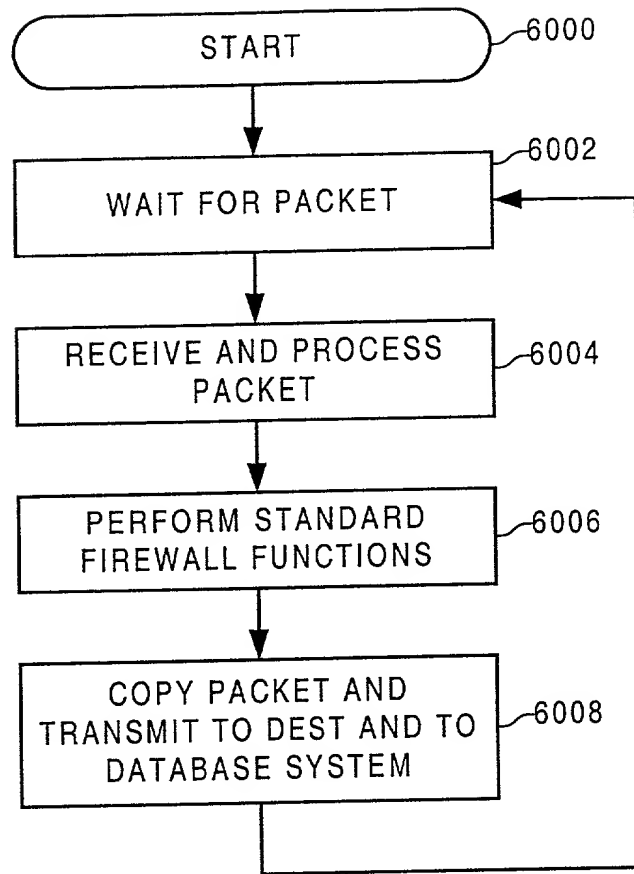 START
6000
6002
WAIT FOR PACKET
RECEIVE AND PROCESS
PACKET
6004
PERFORM STANDARD
FIREWALL FUNCTIONS
6006
COPY PACKET AND
TRANSMIT TO DEST AND TO
DATABASE SYSTEM
6008